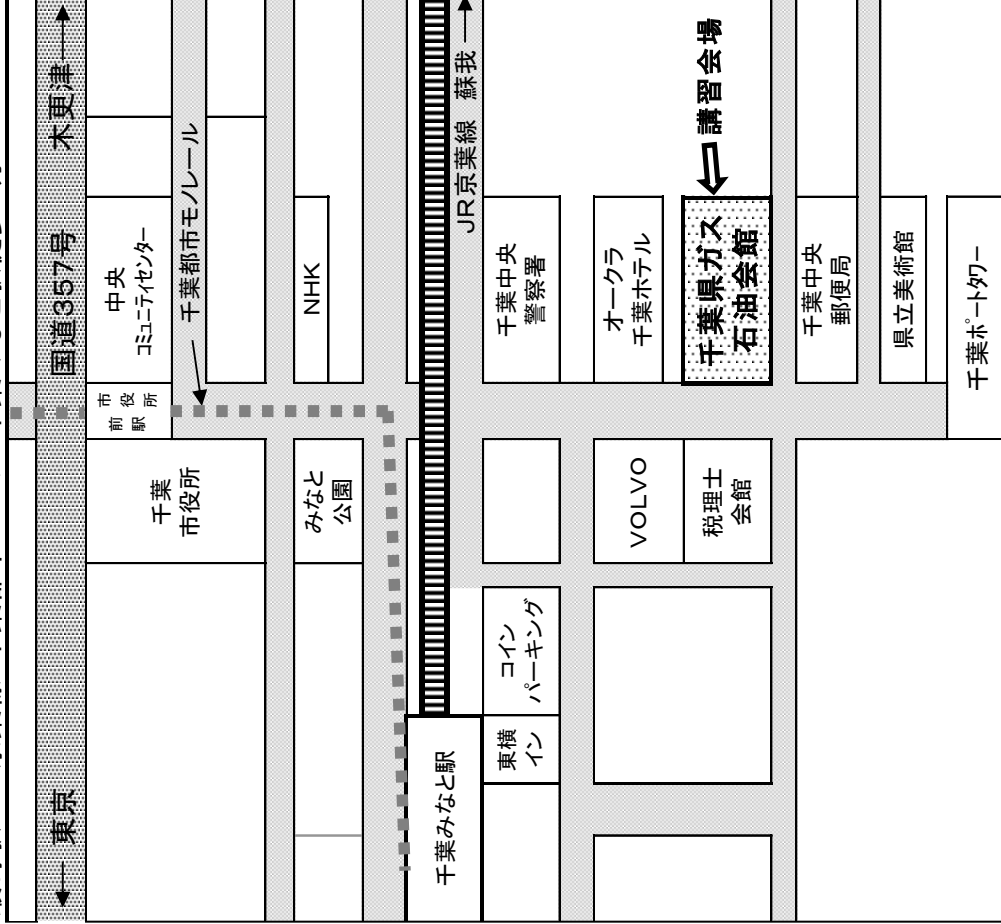 ← 東京
国道357号
木更津 →
千葉
市役所
市役所
前駅
中央
コミュニティセンター
千葉都市モノレール
みなと
公園
NHK
千葉みなと駅
JR京葉線 蘇我 →
東横
イン
コイン
パーキング
千葉中央
警察署
VOLVO
オークラ
千葉ホテル
税理士
会館
千葉県ガス
石油会館
講習会場
千葉中央
郵便局
県立美術館
千葉ポートタワー